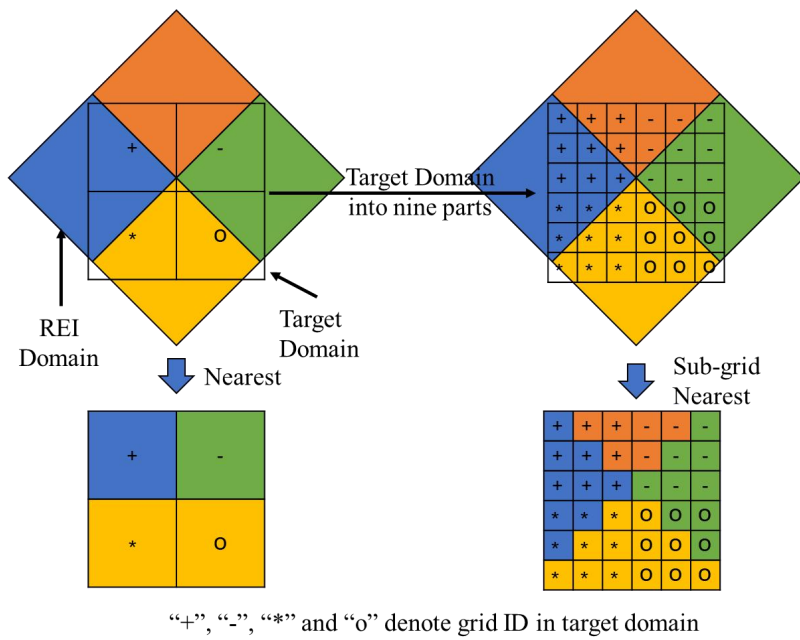 + + + - - -
+ - + + + - - -
Target Domain
+ + + - - -
into nine parts
* * * O O O
* O * * * O O O
* * * O O O
REI
Domain
Target
Domain
Nearest
Sub-grid
Nearest
+ -
* O
+ + + - - -
+ + + - - -
+ + + - - -
* * * O O O
* * * O O O
* * * O O O
“+”, “-”, “*” and “o” denote grid ID in target domain